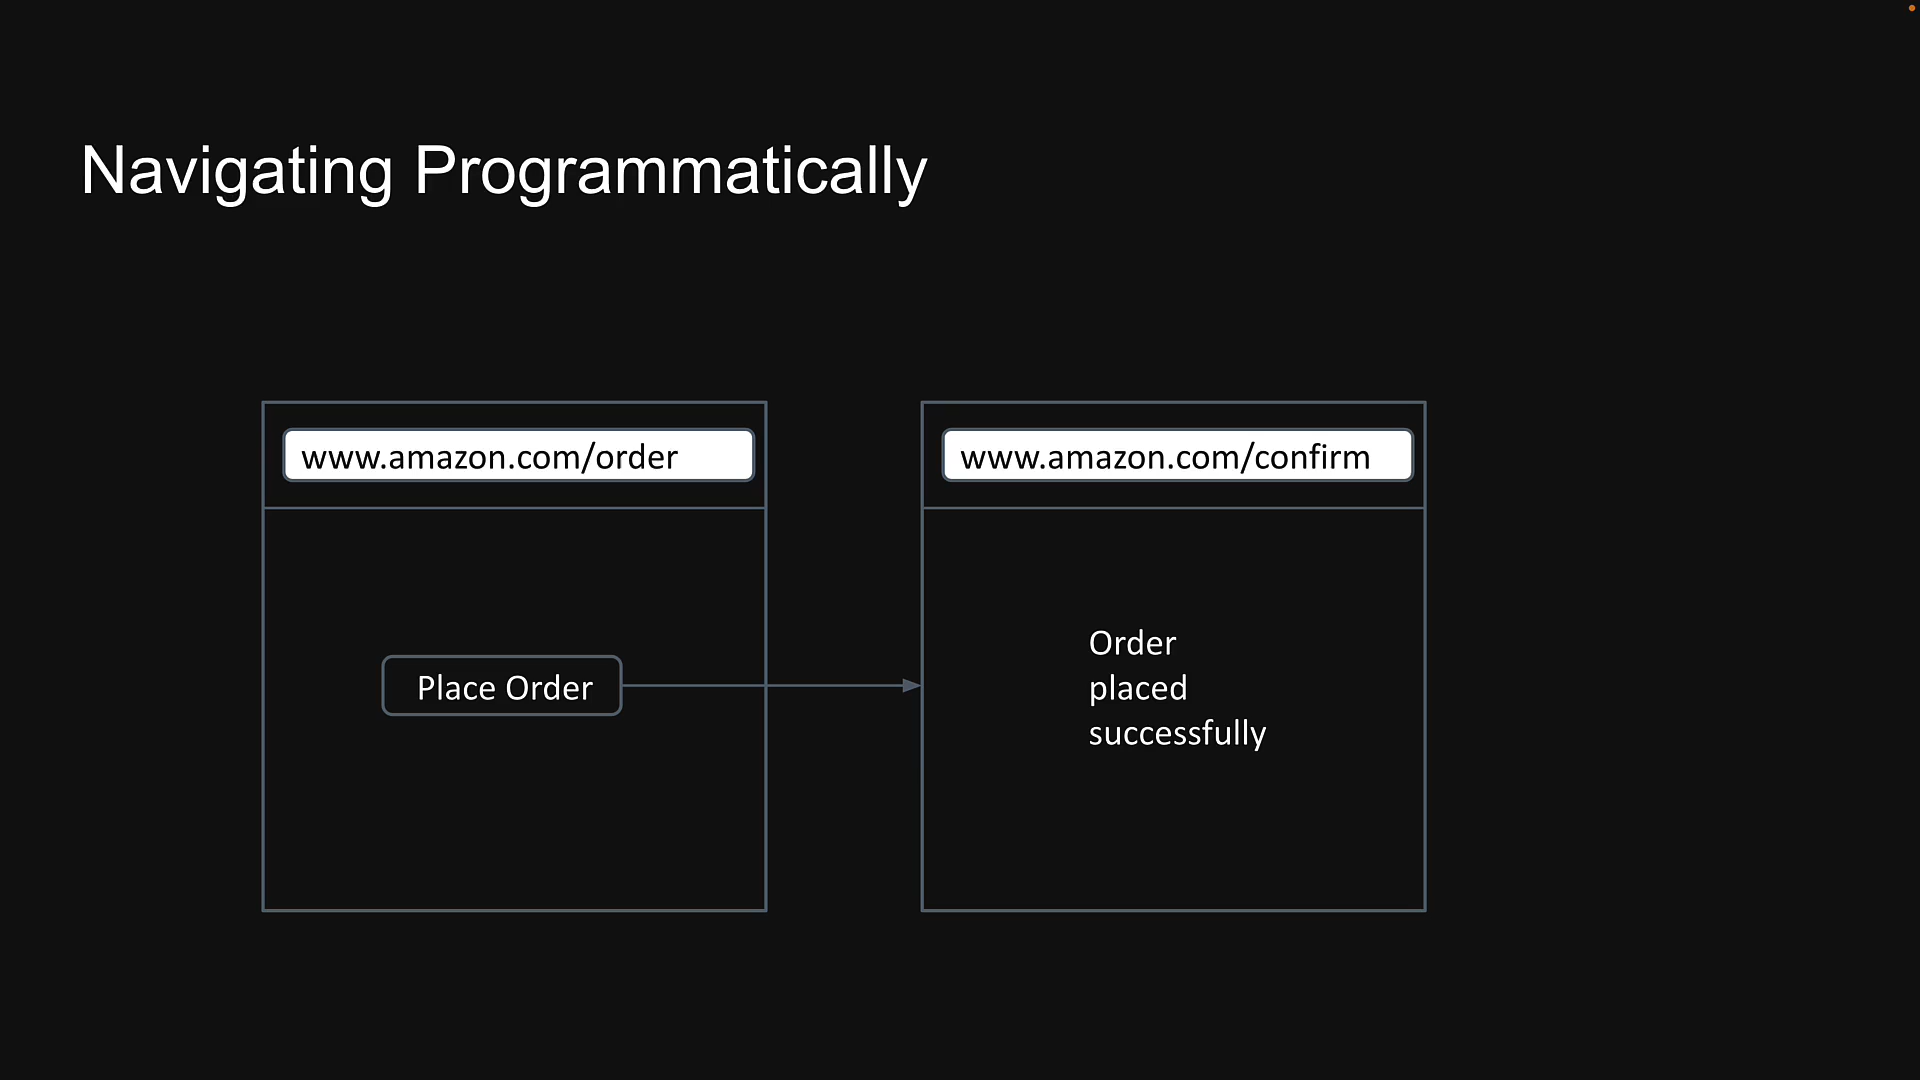 Navigating Programmatically
www.amazon.com/order
Place Order
www.amazon.com/confirm
Order
placed
successfully